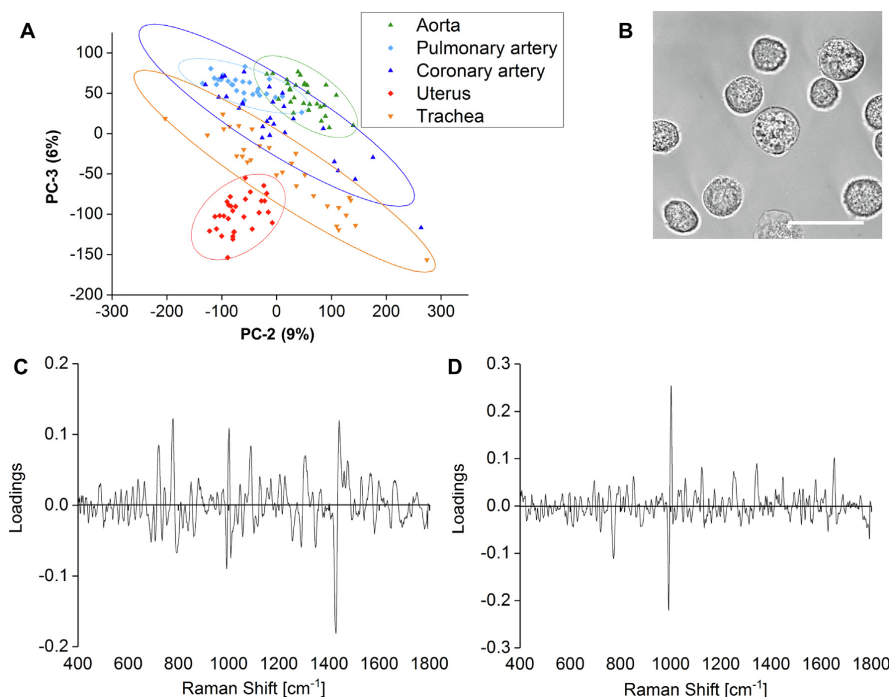 A
Aorta
Pulmonary artery
Coronary artery
Uterus
Trachea
100
50
0
-50
-100
-150
-200
PC-3 (6%)
-300 -200 -100 0 100 200 300
PC-2 (9%)
B
C
0.2
0.1
0.0
-0.1
-0.2
Loadings
400 600 800 1000 1200 1400 1600 1800
Raman Shift [cm-1]
D
0.3
0.2
0.1
0.0
-0.1
-0.2
-0.3
Loadings
400 600 800 1000 1200 1400 1600 1800
Raman Shift [cm-1]